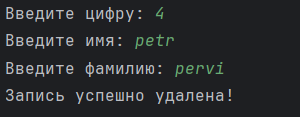 Введите цифру: 4
Введите имя: petr
Введите фамилию: pervi
Запись успешно удалена!